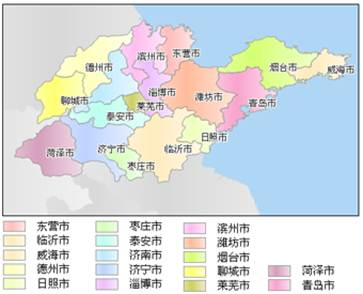 滨州市
东营市
德州市
烟台市
威海市
聊城市
淄博市
潍坊市
莱芜市
青岛市
泰安市
日照市
菏泽市
济宁市
临沂市
枣庄市
东营市 枣庄市 滨州市
临沂市 泰安市 潍坊市
威海市 济南市 烟台市
德州市 济宁市 聊城市 菏泽市
日照市 淄博市 莱芜市 青岛市